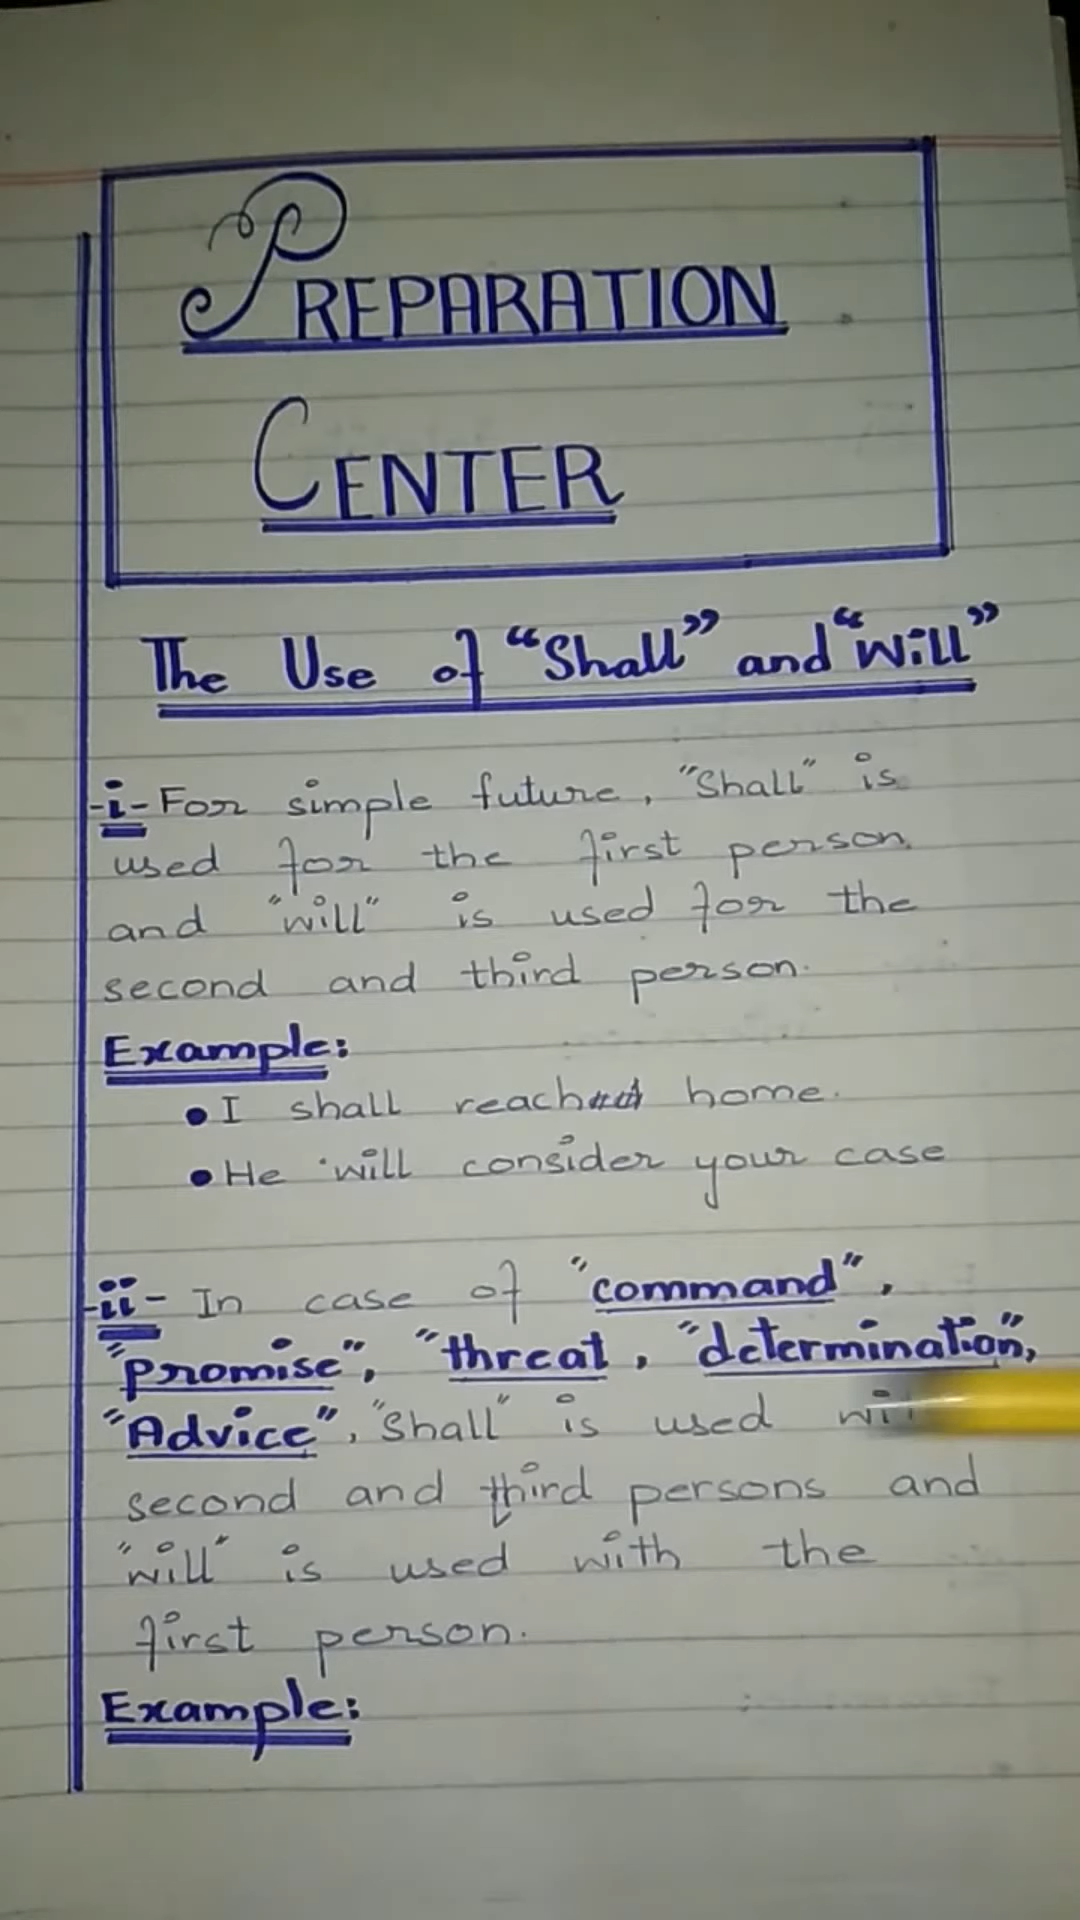 PREPARATION
CENTER
The Use of "Shall" and "Will"
-i- For simple future, "Shall" is
used for the first person.
and "will" is used for the
second and third person.
Example:
• I shall reach home.
• He will consider your case
-ii- In case of "command",
"Promise", "threat, "determination",
"Advice", "Shall" is used
second and third persons and
"will" is used with the
first person.
Example: